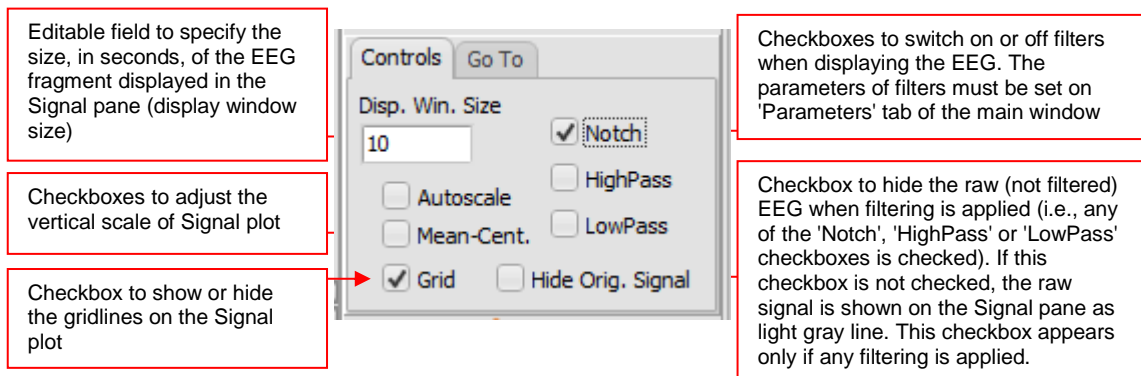 Editable field to specify the
size, in seconds, of the EEG
fragment displayed in the
Signal pane (display window
size)
Checkboxes to adjust the
vertical scale of Signal plot
Checkbox to show or hide
the gridlines on the Signal
plot
Controls Go To
Disp. Win. Size
10
Notch
Autoscale
HighPass
Mean-Cent.
LowPass
Grid Hide Orig. Signal
Checkboxes to switch on or off filters
when displaying the EEG. The
parameters of filters must be set on
'Parameters' tab of the main window
Checkbox to hide the raw (not filtered)
EEG when filtering is applied (i.e., any
of the 'Notch', 'HighPass' or 'LowPass'
checkboxes is checked). If this
checkbox is not checked, the raw
signal is shown on the Signal pane as
light gray line. This checkbox appears
only if any filtering is applied.